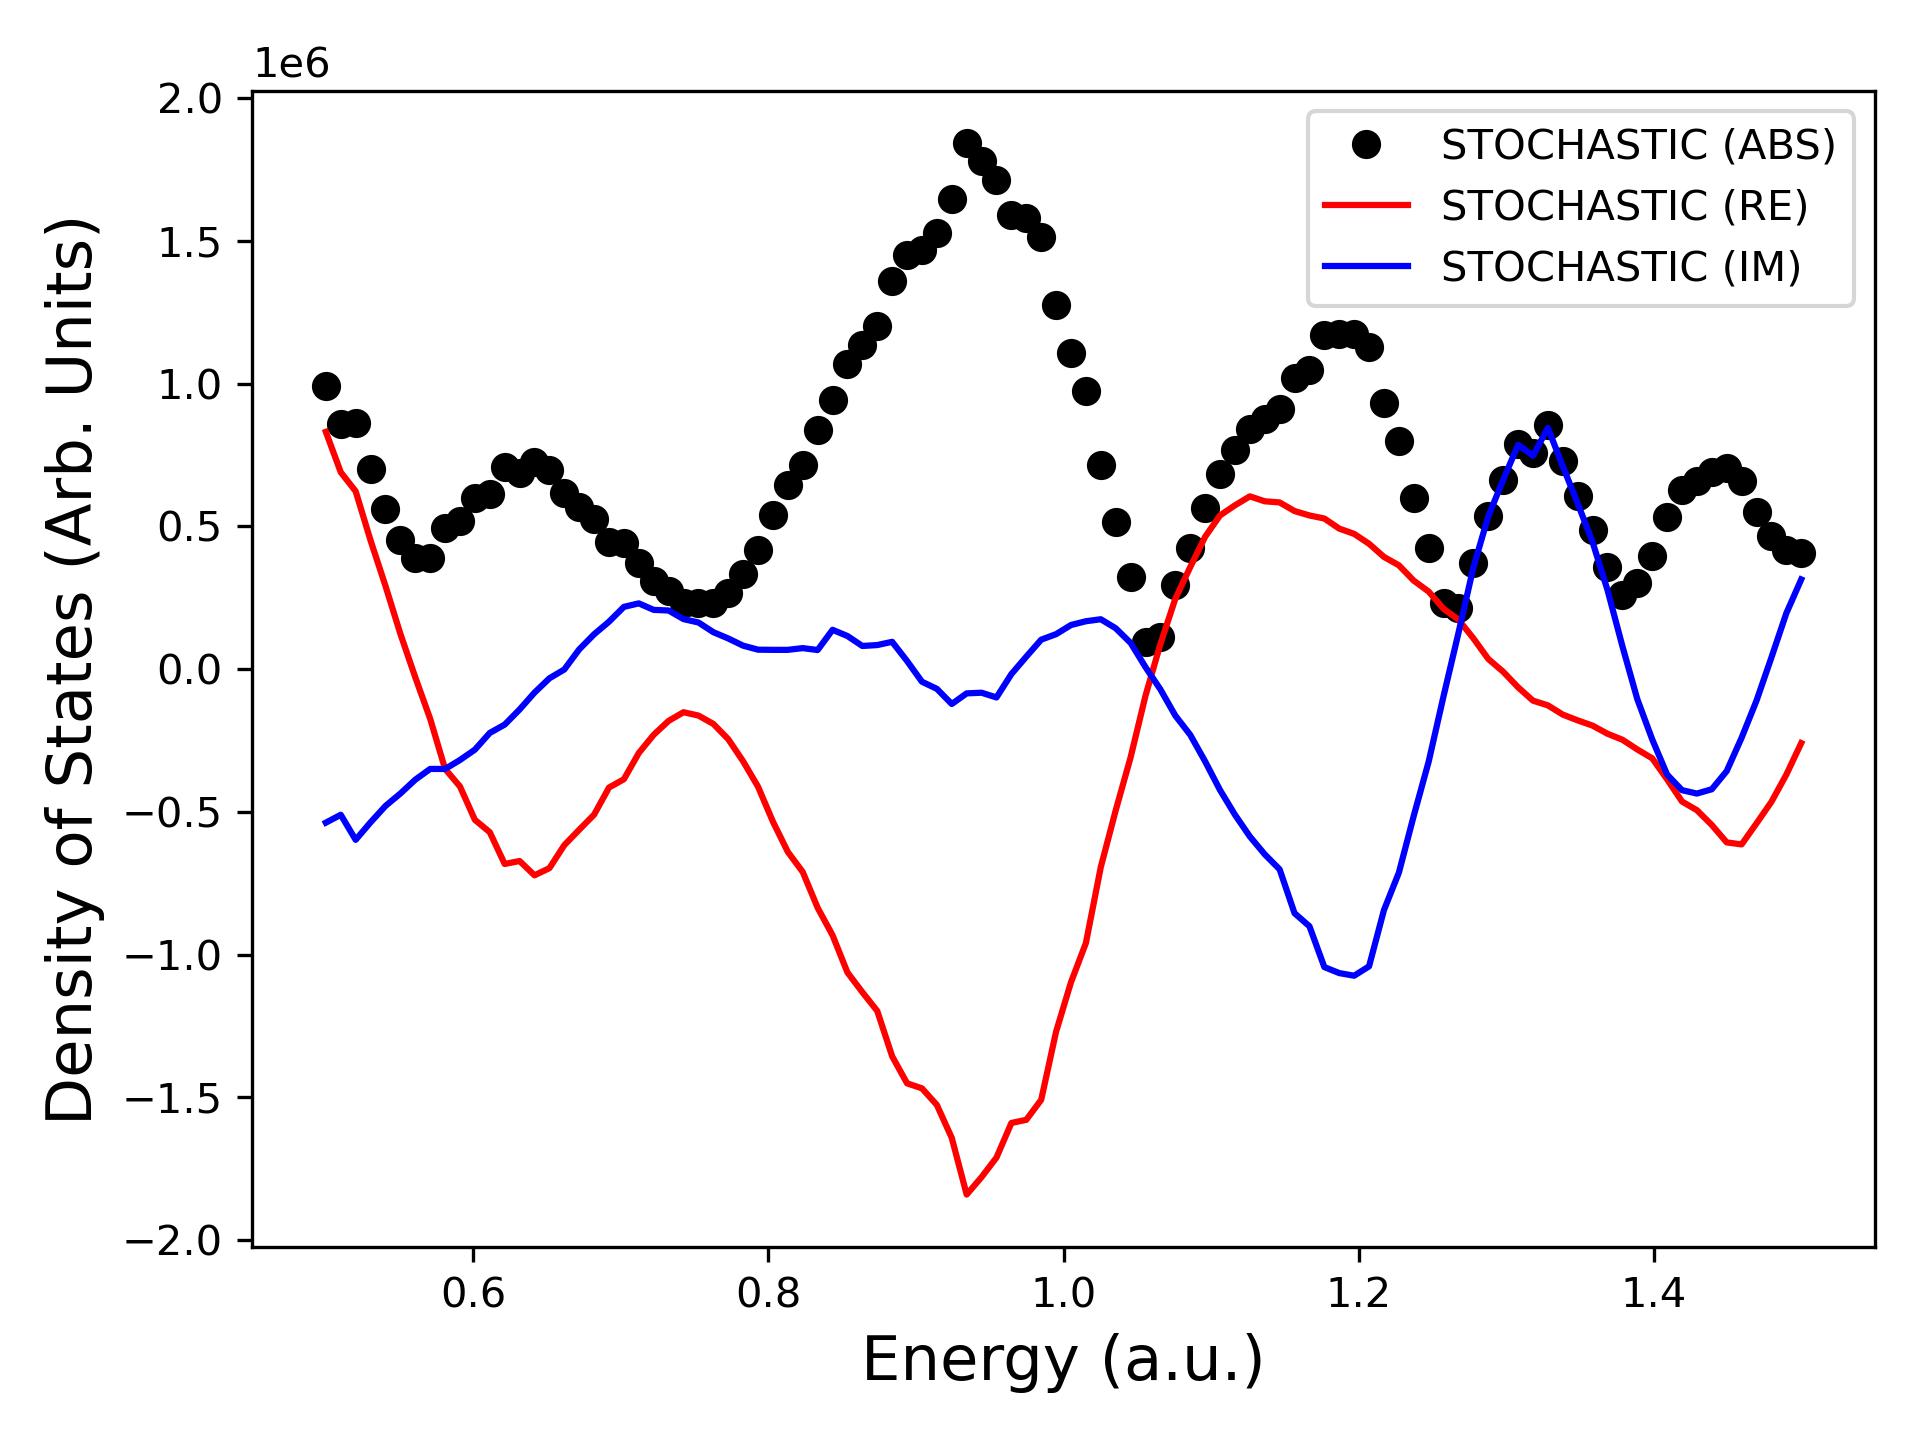 1e6
2.0
1.5
1.0
0.5
0.0
−0.5
−1.0
−1.5
−2.0
Density of States (Arb. Units)
STOCHASTIC (ABS)
STOCHASTIC (RE)
STOCHASTIC (IM)
0.6 0.8 1.0 1.2 1.4
Energy (a.u.)